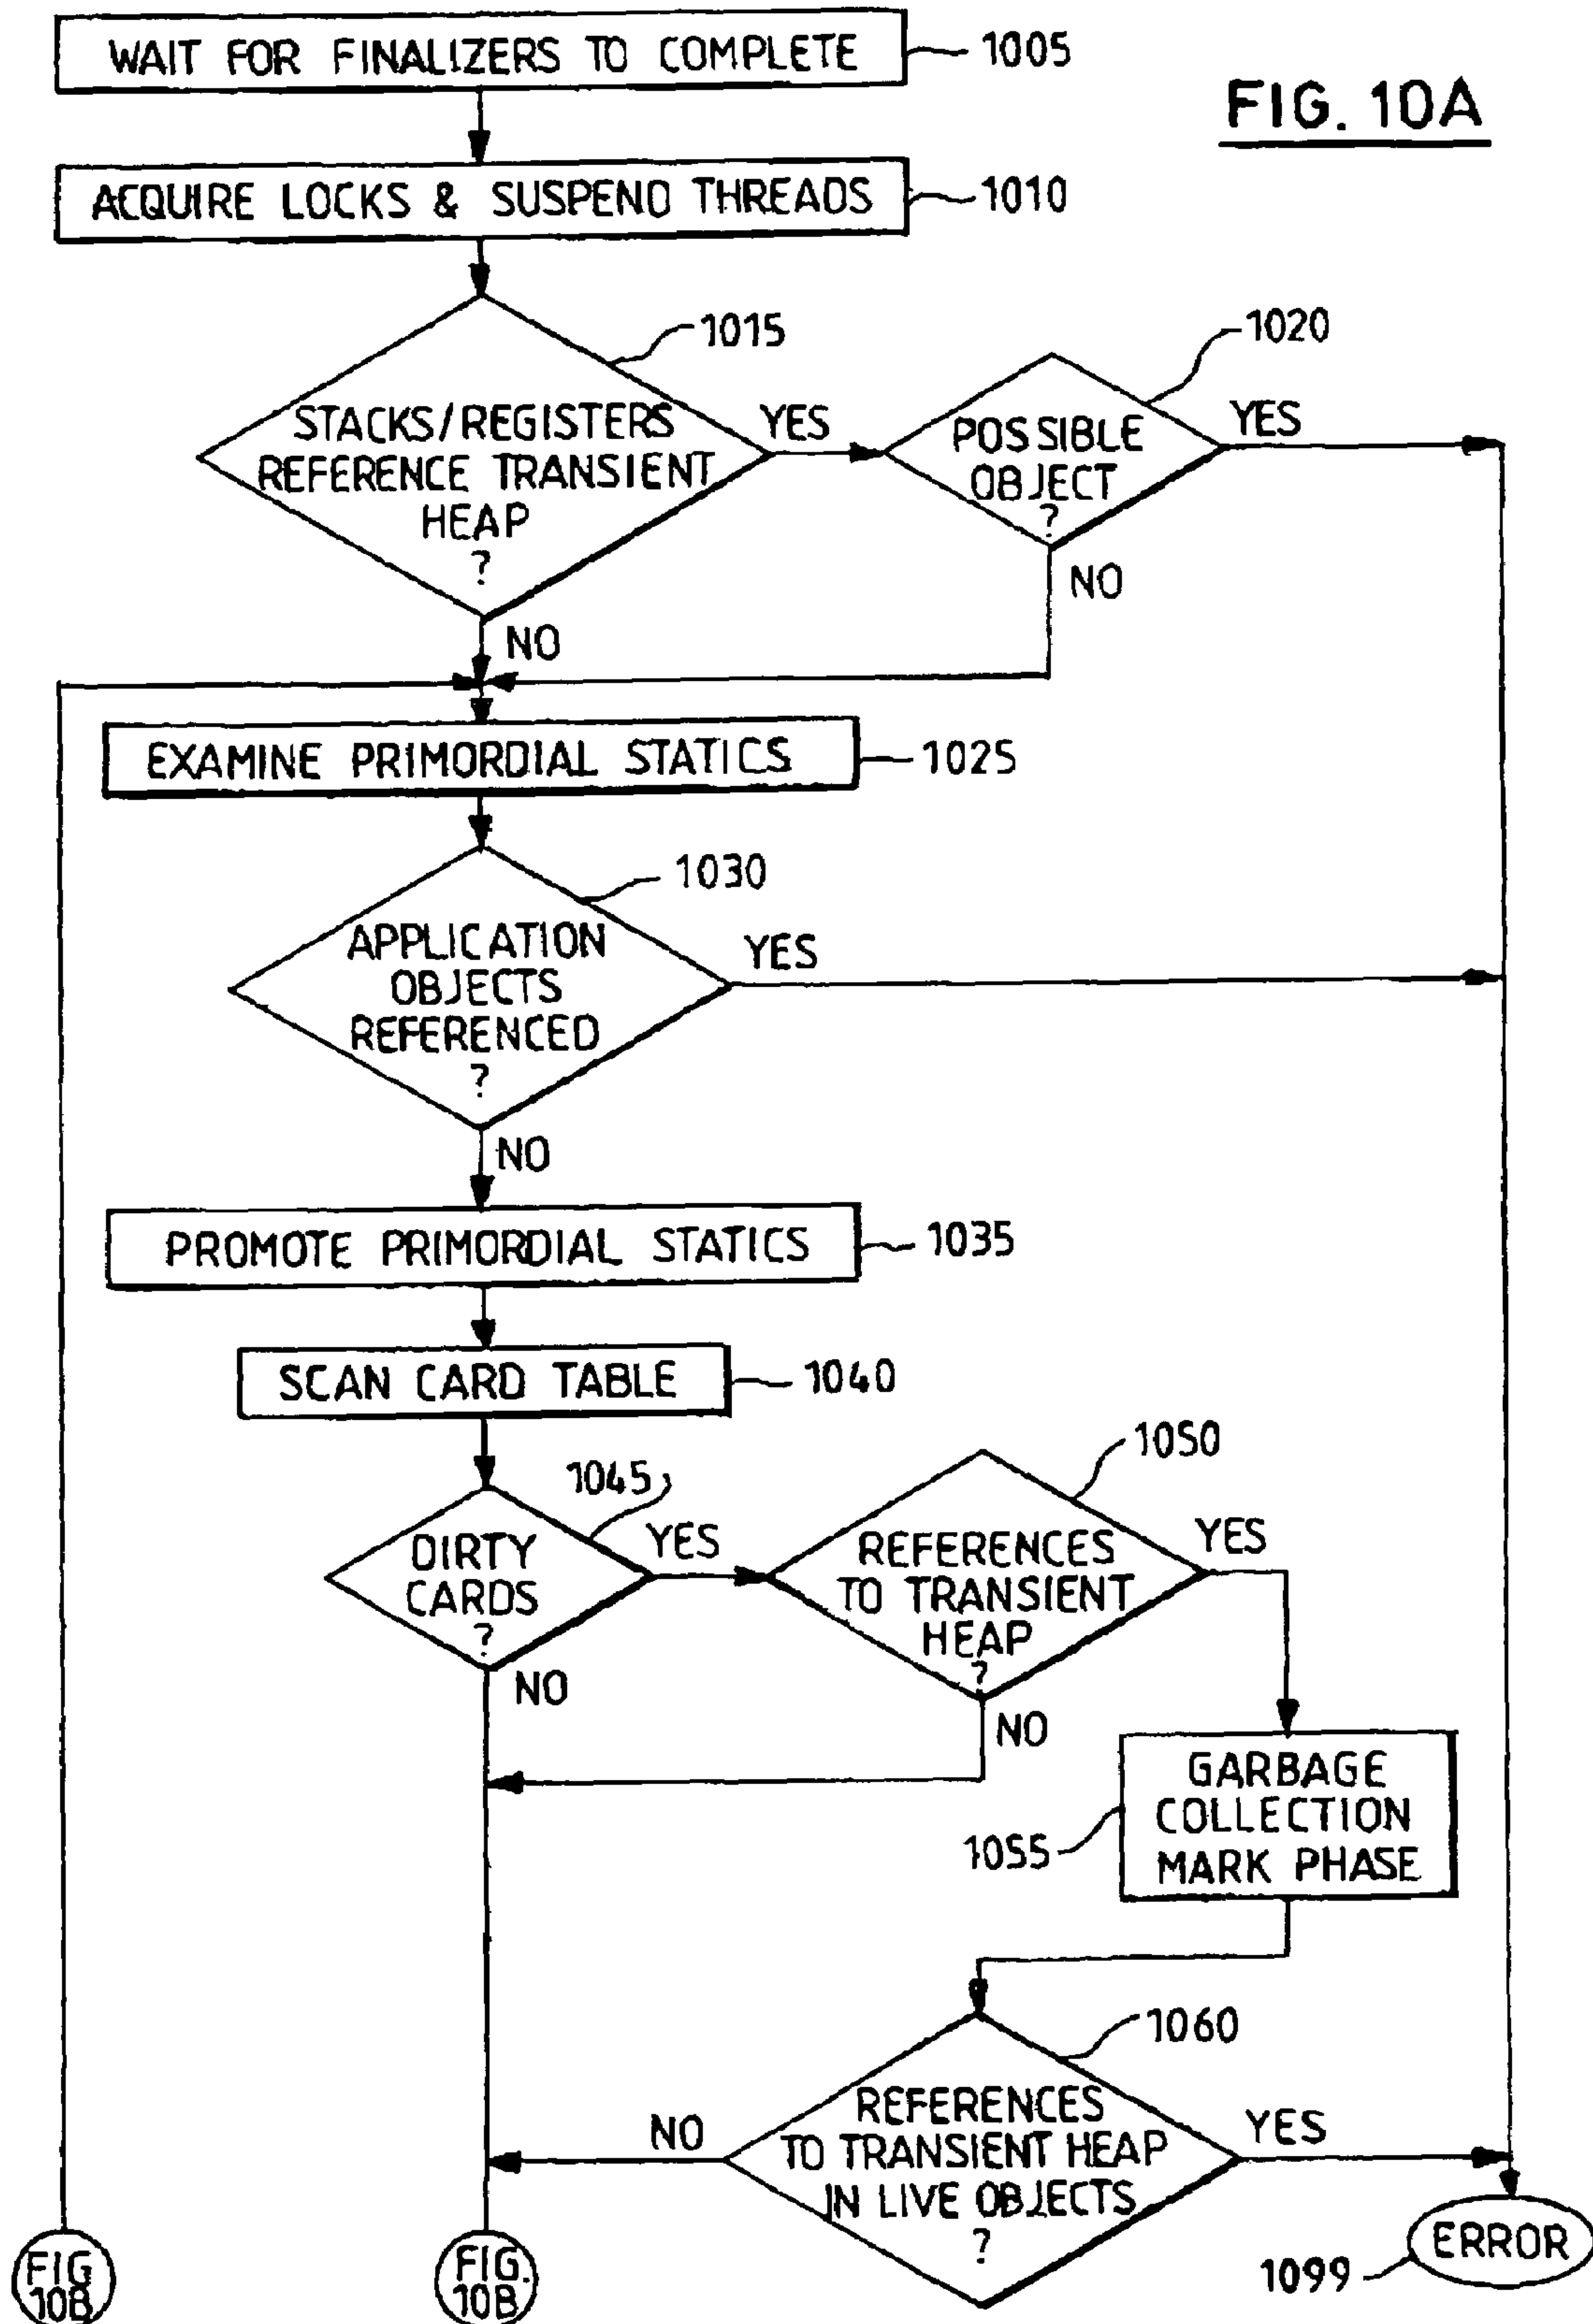 WAIT FOR FINALIZERS TO COMPLETE
1005
FIG. 10A
ACQUIRE LOCKS & SUSPEND THREADS
1010
1015
1020
STACKS/REGISTERS
REFERENCE TRANSIENT
HEAP
?
YES
POSSIBLE
OBJECT
?
YES
NO
NO
EXAMINE PRIMORDIAL STATICS
1025
1030
APPLICATION
OBJECTS
REFERENCED
?
YES
NO
PROMOTE PRIMORDIAL STATICS
1035
SCAN CARD TABLE
1040
1045
1050
DIRTY
CARDS
?
YES
REFERENCES
TO TRANSIENT
HEAP
?
YES
NO
NO
GARBAGE
COLLECTION
MARK PHASE
1055
1060
REFERENCES
TO TRANSIENT HEAP
IN LIVE OBJECTS
?
NO
YES
ERROR
1099
FIG
10B
FIG.
10B